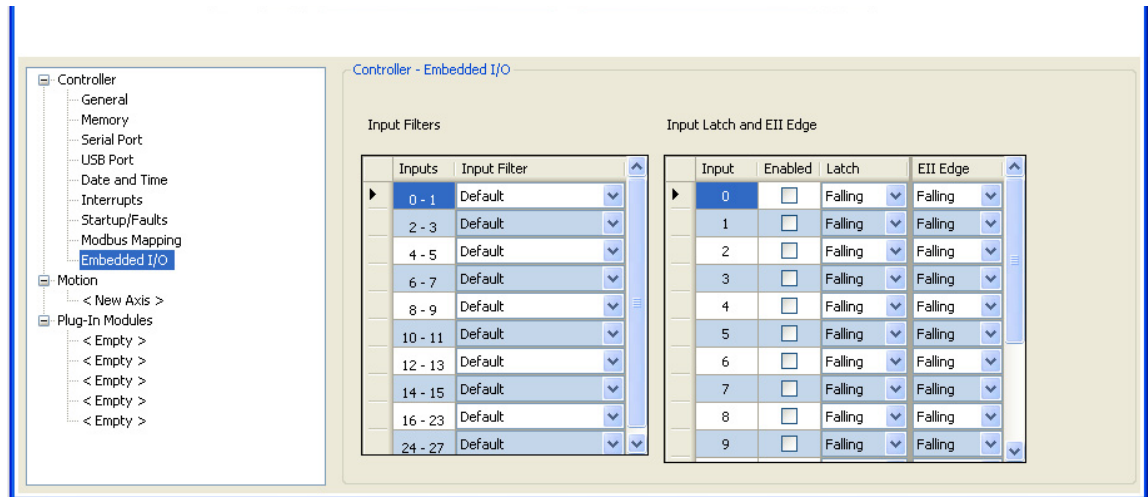 Controller
General
Memory
Serial Port
USB Port
Date and Time
Interrupts
Startup/Faults
Modbus Mapping
Embedded I/O
Motion
< New Axis >
Plug-In Modules
< Empty >
< Empty >
< Empty >
< Empty >
< Empty >
Controller - Embedded I/O
Input Filters
Inputs Input Filter
0 - 1 Default
2 - 3 Default
4 - 5 Default
6 - 7 Default
8 - 9 Default
10 - 11 Default
12 - 13 Default
14 - 15 Default
16 - 23 Default
24 - 27 Default
Input Latch and EII Edge
Input Enabled Latch EII Edge
0 Falling Falling
1 Falling Falling
2 Falling Falling
3 Falling Falling
4 Falling Falling
5 Falling Falling
6 Falling Falling
7 Falling Falling
8 Falling Falling
9 Falling Falling